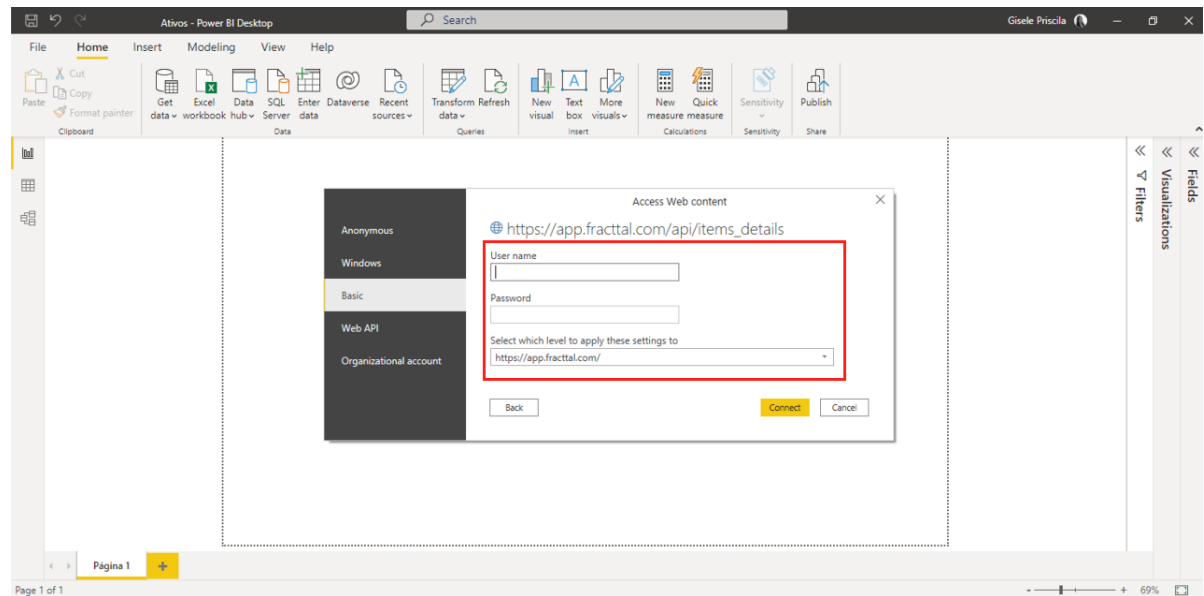 Ativos - Power BI Desktop
Search
Gisele Priscila
File Home Insert Modeling View Help
Paste
Cut
Copy
Format painter
Clipboard
Get data
Excel workbook
Data hub
SQL Server
Enter data
Dataverse
Recent sources
Data
Transform data
Refresh
Queries
New visual
Text box
More visuals
Insert
New measure
Quick measure
Calculations
Sensitivity
Sensitivity
Publish
Share
Access Web content
https://app.fracttal.com/api/items_details
Anonymous
Windows
Basic
Web API
Organizational account
User name
Password
Select which level to apply these settings to
https://app.fracttal.com/
Back
Connect
Cancel
Filters
Visualizations
Fields
Página 1
Page 1 of 1
69%